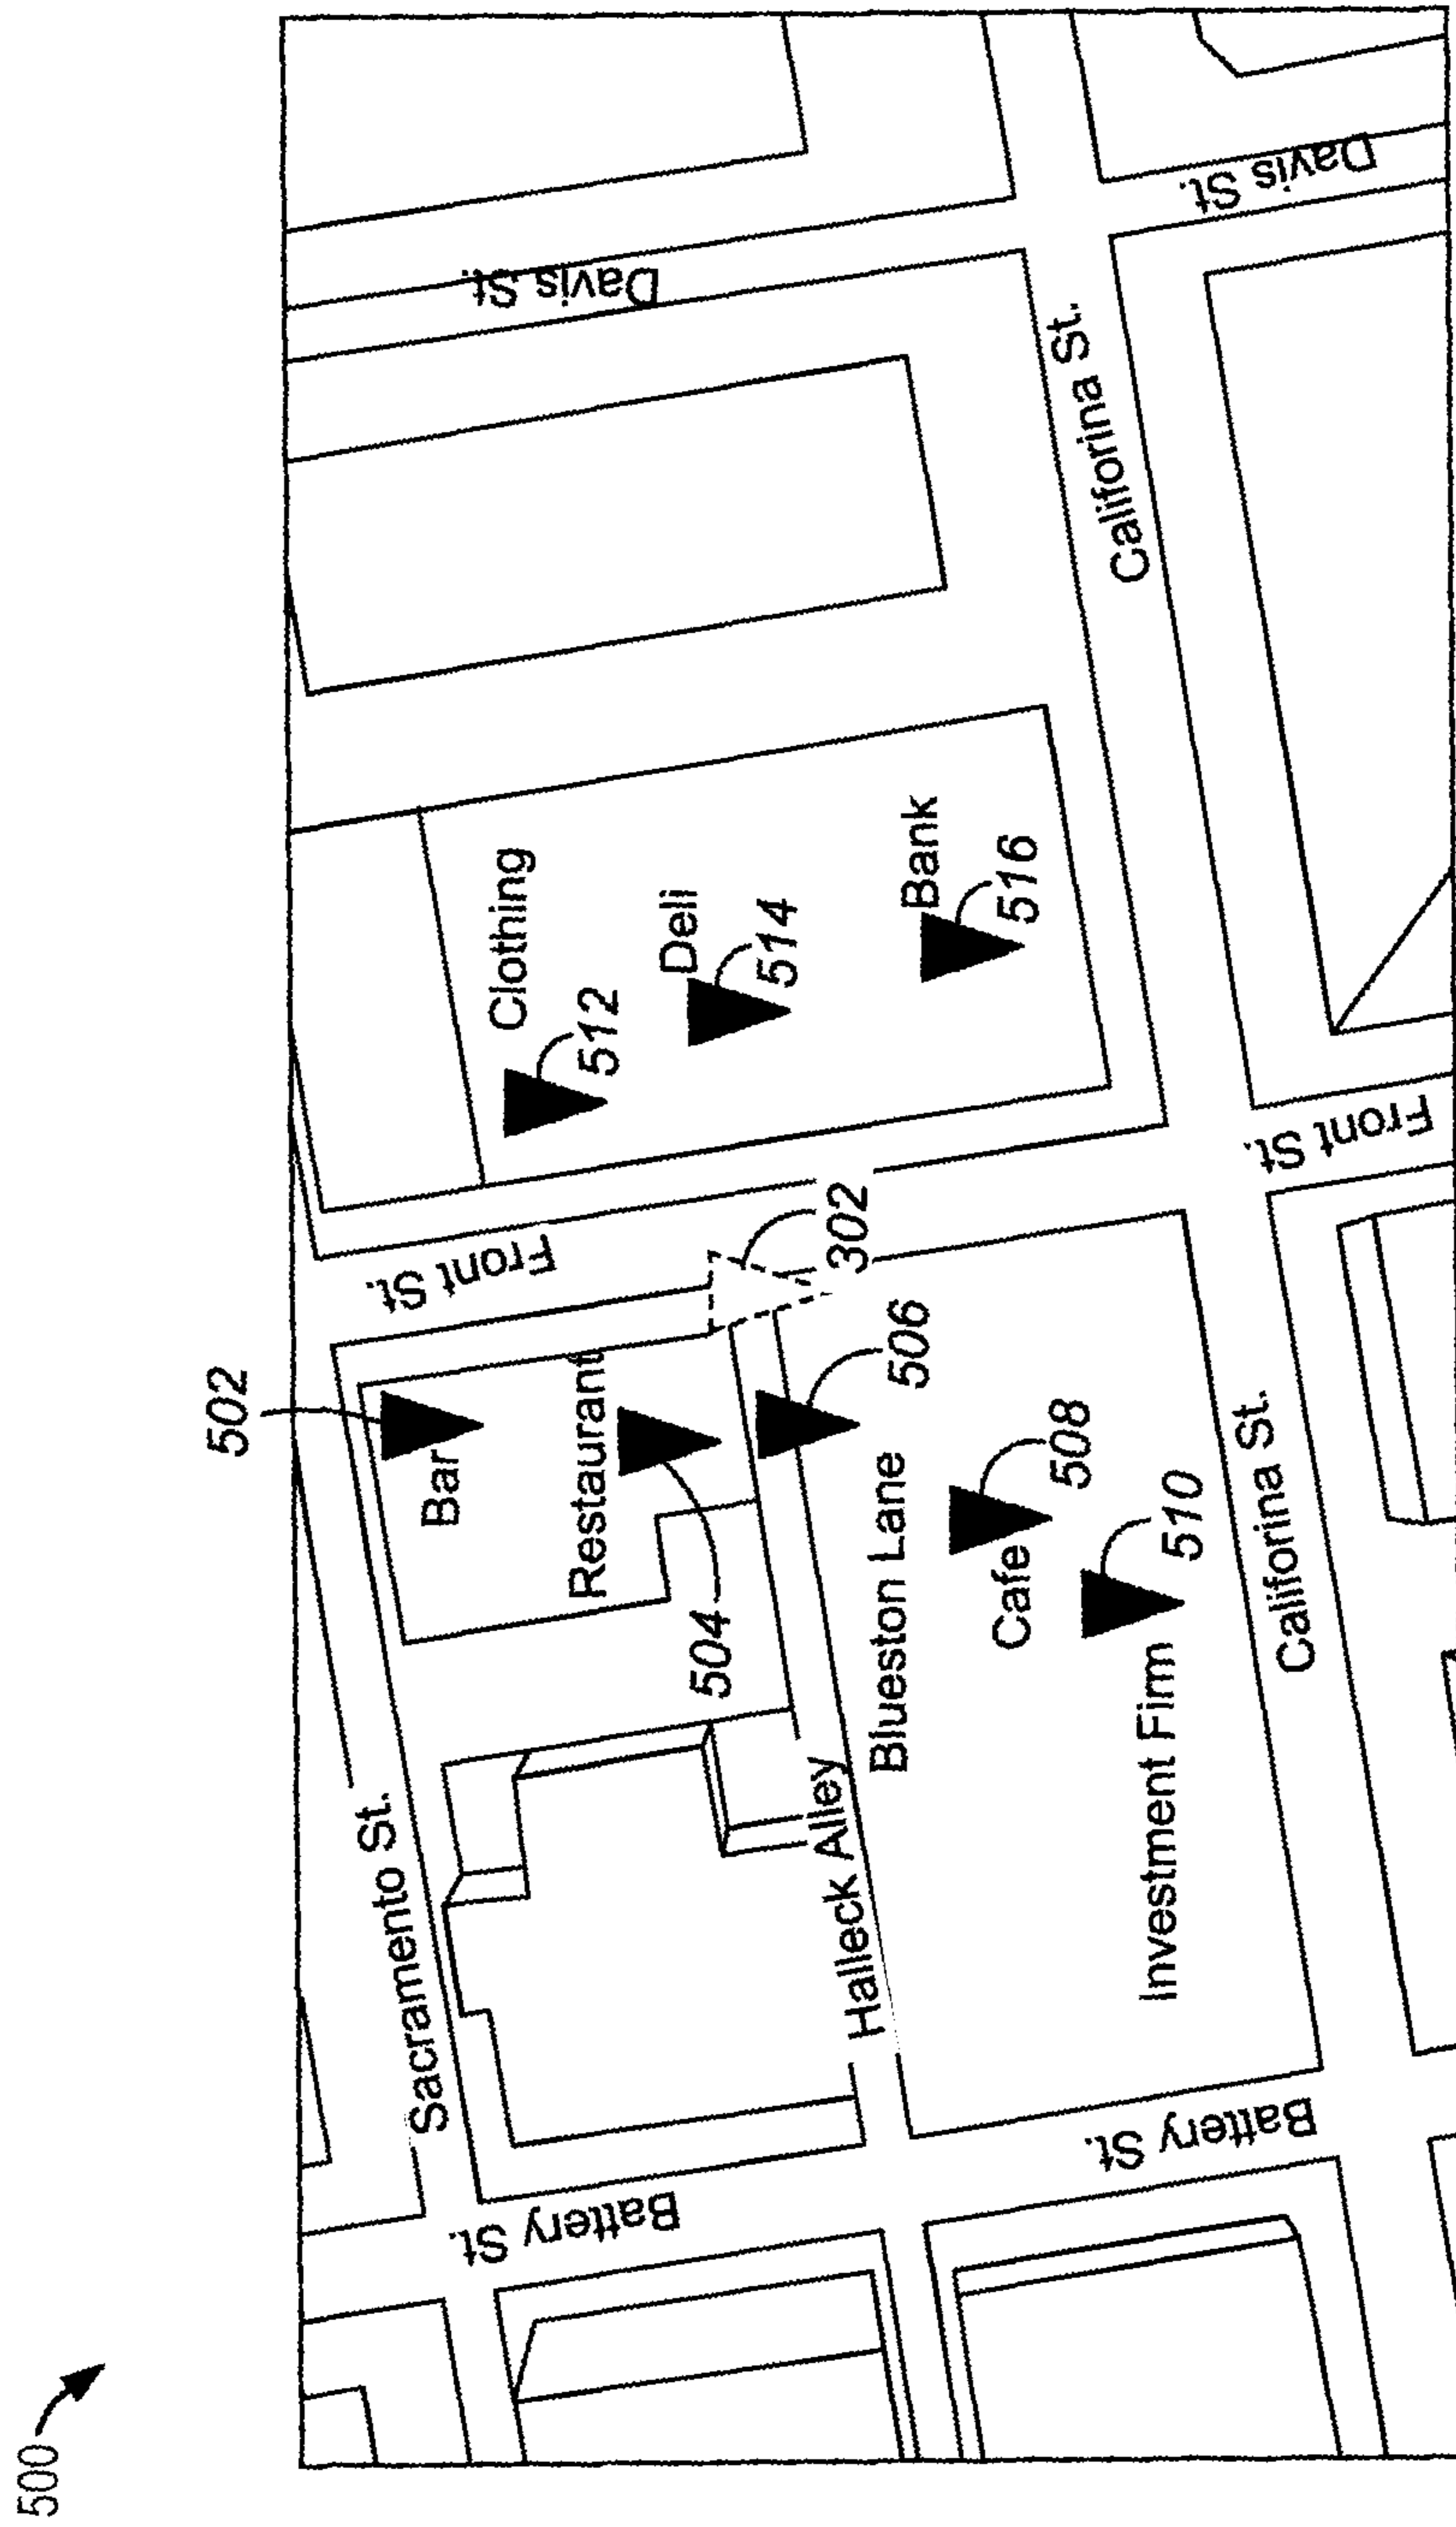 500
502
Sacramento St.
Bar
Front St.
Clothing
Battery St.
Davis St.
Restaurant
512
504
Deli
514
Halleck Alley
302
Blueston Lane
506
Bank
Cafe
516
508
Califorina St.
Investment Firm
510
Battery St.
Califorina St.
Front St.
Davis St.